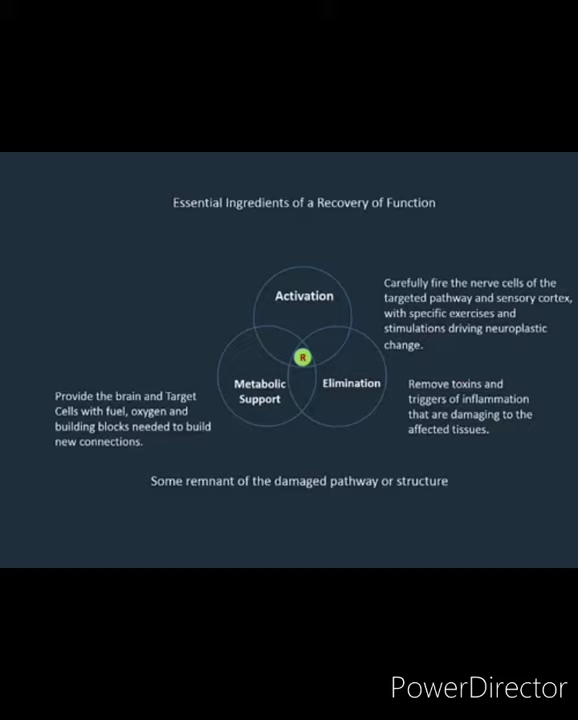 Essential Ingredients of a Recovery of Function
Activation
Carefully fire the nerve cells of the
targeted pathway and sensory cortex,
with specific exercises and
stimulations driving neuroplastic
change.
R
Metabolic
Support
Elimination
Remove toxins and
triggers of inflammation
that are damaging to the
affected tissues.
Provide the brain and Target
Cells with fuel, oxygen and
building blocks needed to build
new connections.
Some remnant of the damaged pathway or structure
PowerDirector